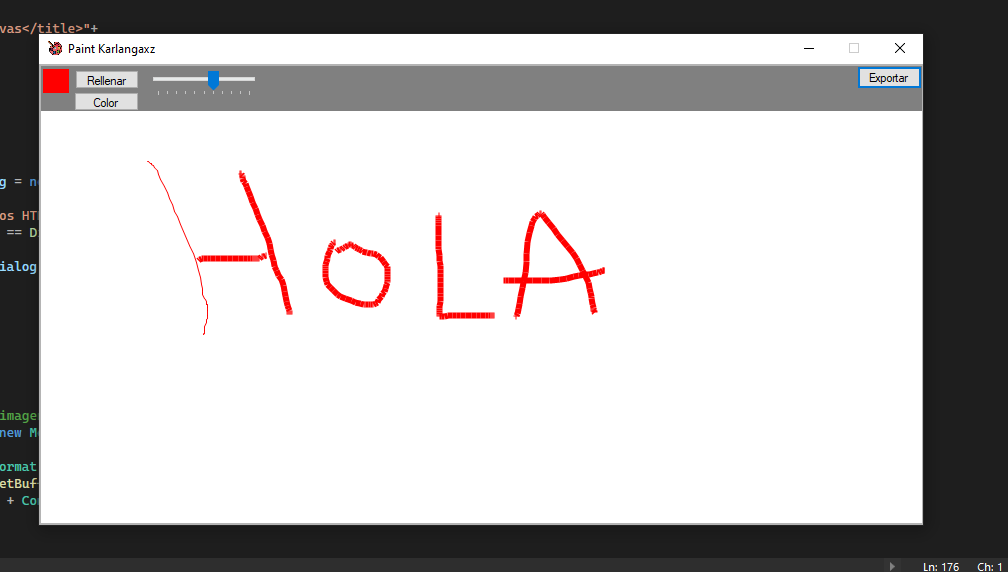 vas</title>"+
Paint Karlangaxz
Rellenar
Exportar
Color
g = n
os HT
== D
ialog
HOLA
image
new M
ormat
etBuf
+ Co
Ln: 176 Ch: 1